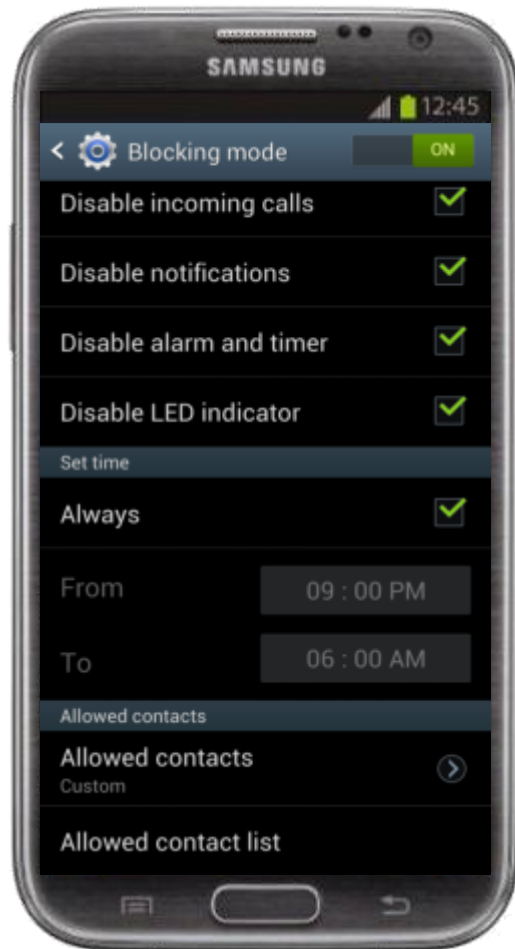 SAMSUNG
12:45
Blocking mode
ON
Disable incoming calls
Disable notifications
Disable alarm and timer
Disable LED indicator
Set time
Always
From
09 : 00 PM
To
06 : 00 AM
Allowed contacts
Allowed contacts
Custom
Allowed contact list